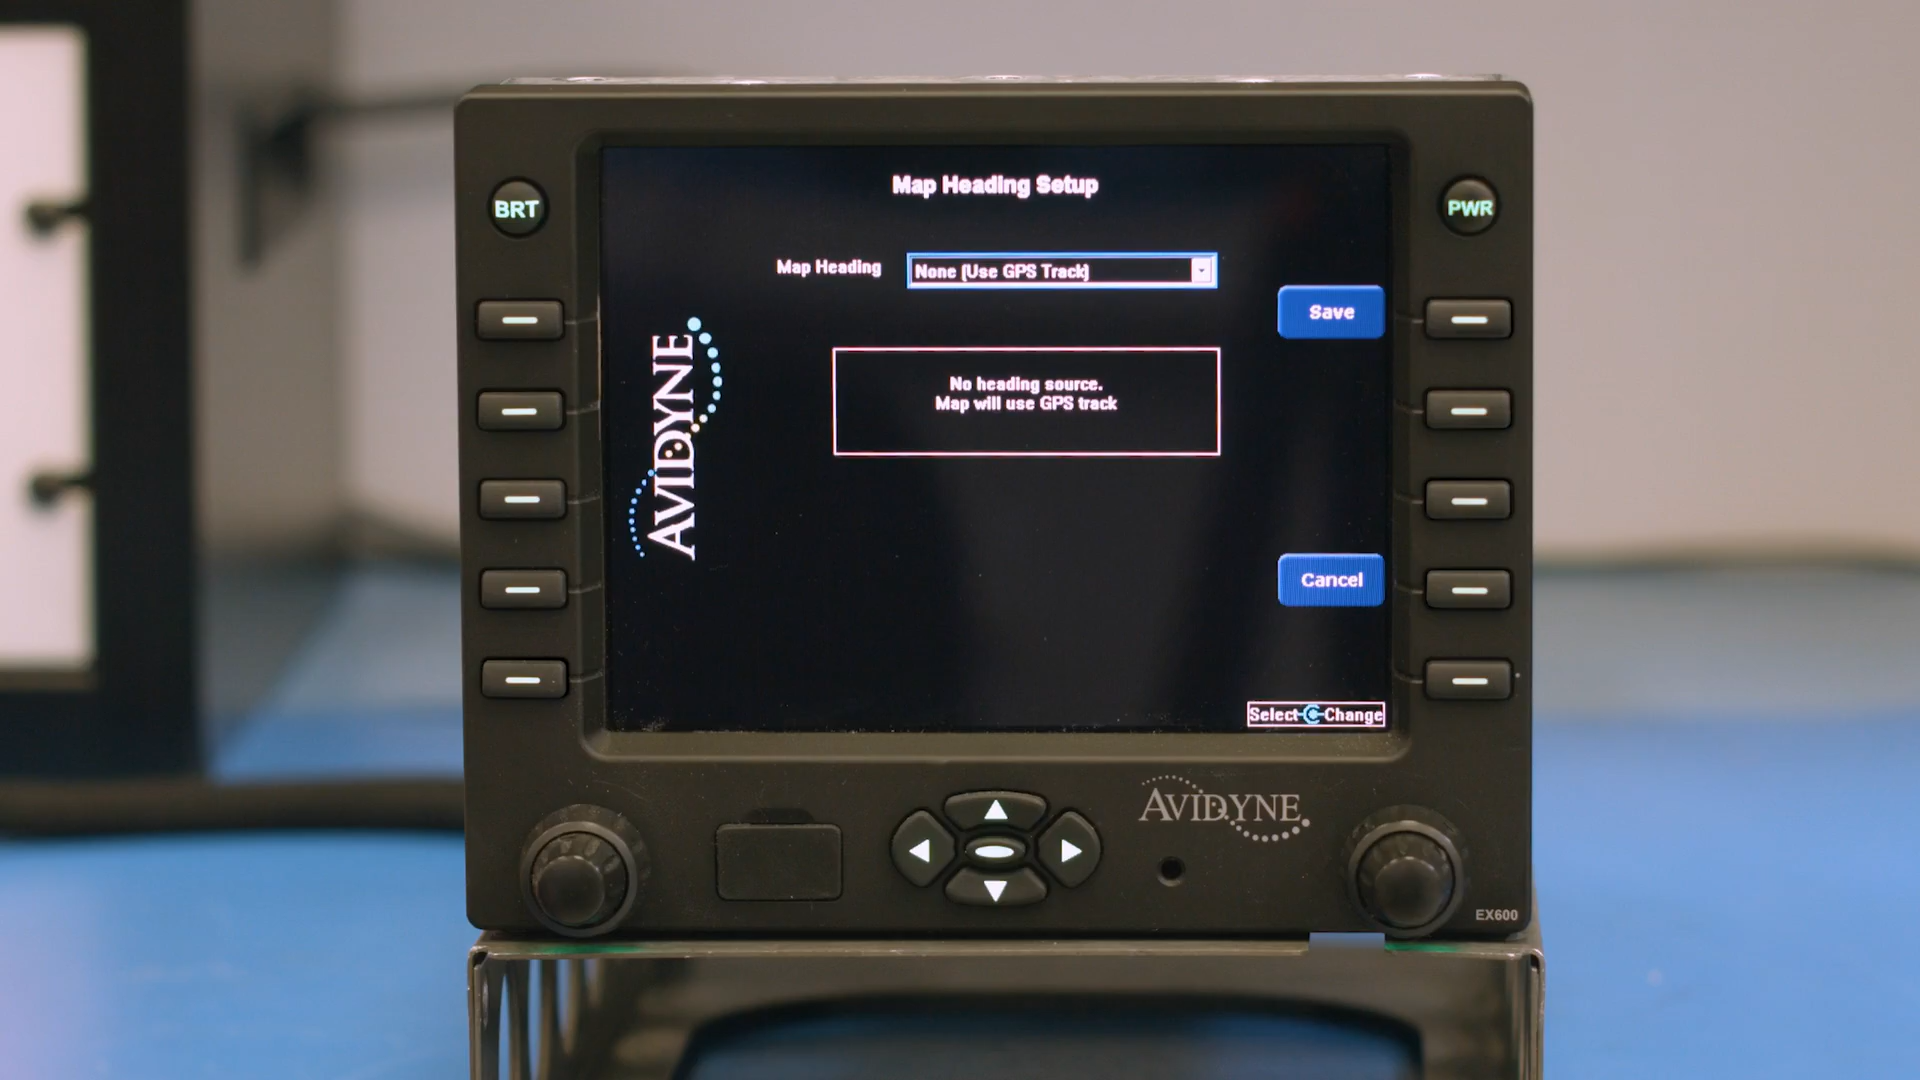 Map Heading Setup
BRT
PWR
Map Heading
None (Use GPS Track)
Save
No heading source.
Map will use GPS track
AVIDYNE
Cancel
Select Change
AVIDYNE
EX600